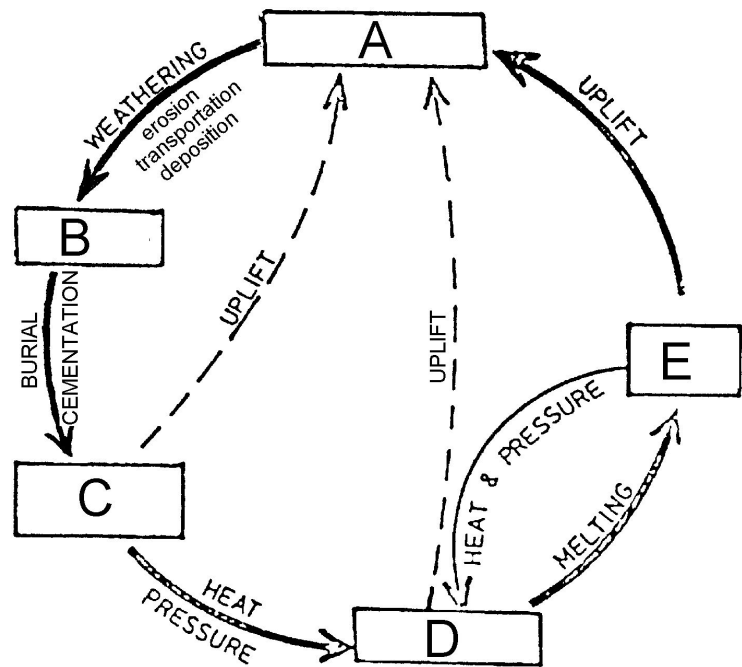 A
WEATHERING
erosion
transportation
deposition
UPLIFT
B
UPLIFT
UPLIFT
BURIAL
CEMENTATION
E
HEAT & PRESSURE
MELTING
C
HEAT
PRESSURE
D